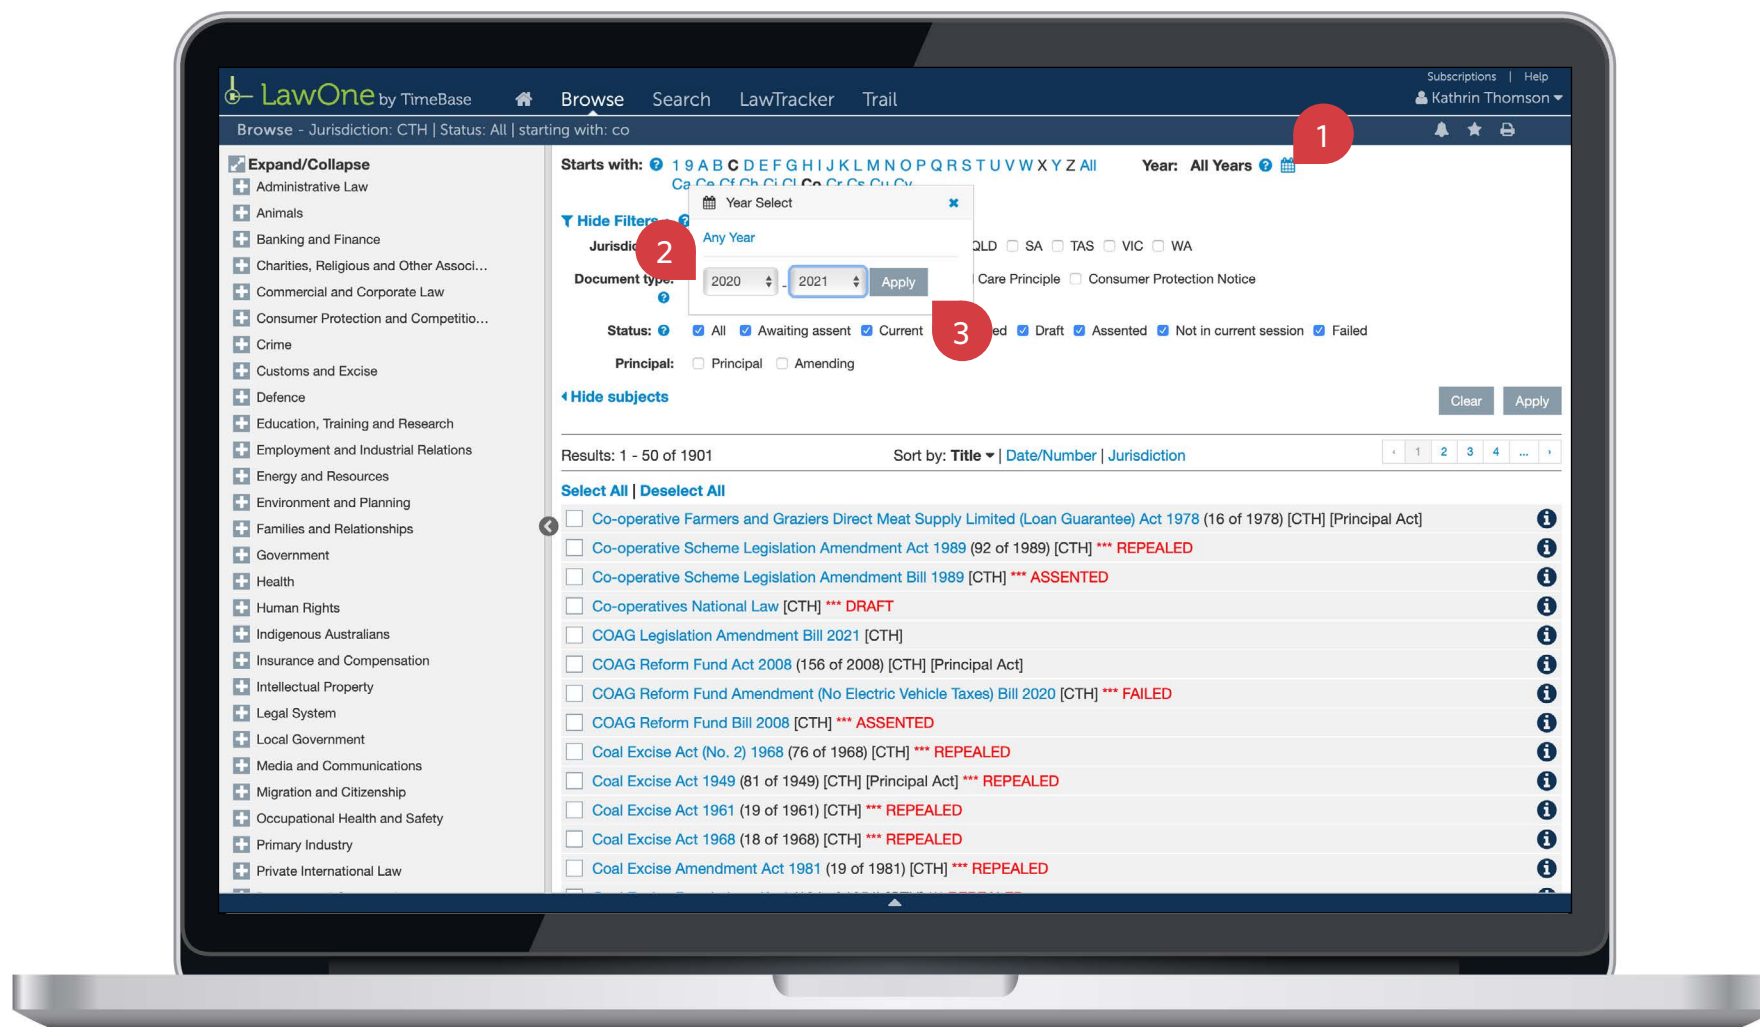 LawOne by TimeBase
Browse Search LawTracker Trail
Subscriptions | Help
Kathrin Thomson
Browse - Jurisdiction: CTH | Status: All | starting with: co
1
Expand/Collapse
Administrative Law
Animals
Banking and Finance
Charities, Religious and Other Associ...
Commercial and Corporate Law
Consumer Protection and Competitio...
Crime
Customs and Excise
Defence
Education, Training and Research
Employment and Industrial Relations
Energy and Resources
Environment and Planning
Families and Relationships
Government
Health
Human Rights
Indigenous Australians
Insurance and Compensation
Intellectual Property
Legal System
Local Government
Media and Communications
Migration and Citizenship
Occupational Health and Safety
Primary Industry
Private International Law
Starts with: 1 9 A B C D E F G H I J K L M N O P Q R S T U V W X Y Z All Year: All Years
Ca Ce Cf Ch Ci Cl Co Cr Cs Cu Cy
Year Select
Hide Filters
Any Year
2
QLD SA TAS VIC WA
Document type: 2020 - 2021 Apply Care Principle Consumer Protection Notice
3
Status: All Awaiting assent Current ed Draft Assented Not in current session Failed
Principal: Principal Amending
Hide subjects
Clear Apply
Results: 1 - 50 of 1901 Sort by: Title | Date/Number | Jurisdiction ‹ 1 2 3 4 ... ›
Select All | Deselect All
Co-operative Farmers and Graziers Direct Meat Supply Limited (Loan Guarantee) Act 1978 (16 of 1978) [CTH] [Principal Act]
Co-operative Scheme Legislation Amendment Act 1989 (92 of 1989) [CTH] *** REPEALED
Co-operative Scheme Legislation Amendment Bill 1989 [CTH] *** ASSENTED
Co-operatives National Law [CTH] *** DRAFT
COAG Legislation Amendment Bill 2021 [CTH]
COAG Reform Fund Act 2008 (156 of 2008) [CTH] [Principal Act]
COAG Reform Fund Amendment (No Electric Vehicle Taxes) Bill 2020 [CTH] *** FAILED
COAG Reform Fund Bill 2008 [CTH] *** ASSENTED
Coal Excise Act (No. 2) 1968 (76 of 1968) [CTH] *** REPEALED
Coal Excise Act 1949 (81 of 1949) [CTH] [Principal Act] *** REPEALED
Coal Excise Act 1961 (19 of 1961) [CTH] *** REPEALED
Coal Excise Act 1968 (18 of 1968) [CTH] *** REPEALED
Coal Excise Amendment Act 1981 (19 of 1981) [CTH] *** REPEALED